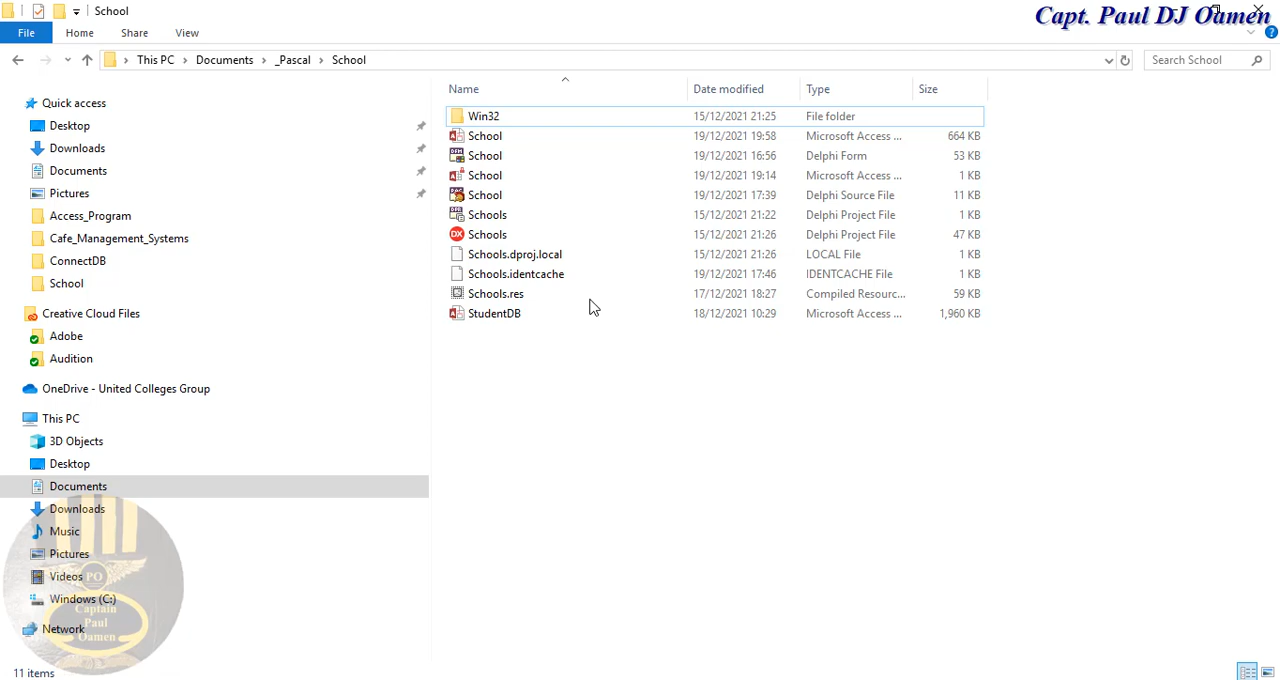 School
Capt. Paul DJ Oamen
File Home Share View
This PC Documents _Pascal School
Search School
Name Date modified Type Size
Quick access
Desktop
Downloads
Documents
Pictures
Access_Program
Cafe_Management_Systems
ConnectDB
School
Creative Cloud Files
Adobe
Audition
OneDrive - United Colleges Group
This PC
3D Objects
Desktop
Documents
Downloads
Music
Pictures
Videos
Windows (C:)
Network
Win32 15/12/2021 21:25 File folder
School 19/12/2021 19:58 Microsoft Access ... 664 KB
School 19/12/2021 16:56 Delphi Form 53 KB
School 19/12/2021 19:14 Microsoft Access ... 1 KB
School 19/12/2021 17:39 Delphi Source File 11 KB
Schools 15/12/2021 21:22 Delphi Project File 1 KB
Schools 15/12/2021 21:26 Delphi Project File 47 KB
Schools.dproj.local 15/12/2021 21:26 LOCAL File 1 KB
Schools.identcache 19/12/2021 17:46 IDENTCACHE File 1 KB
Schools.res 17/12/2021 18:27 Compiled Resourc... 59 KB
StudentDB 18/12/2021 10:29 Microsoft Access ... 1,960 KB
PO
Captain
Paul
Oamen
11 items